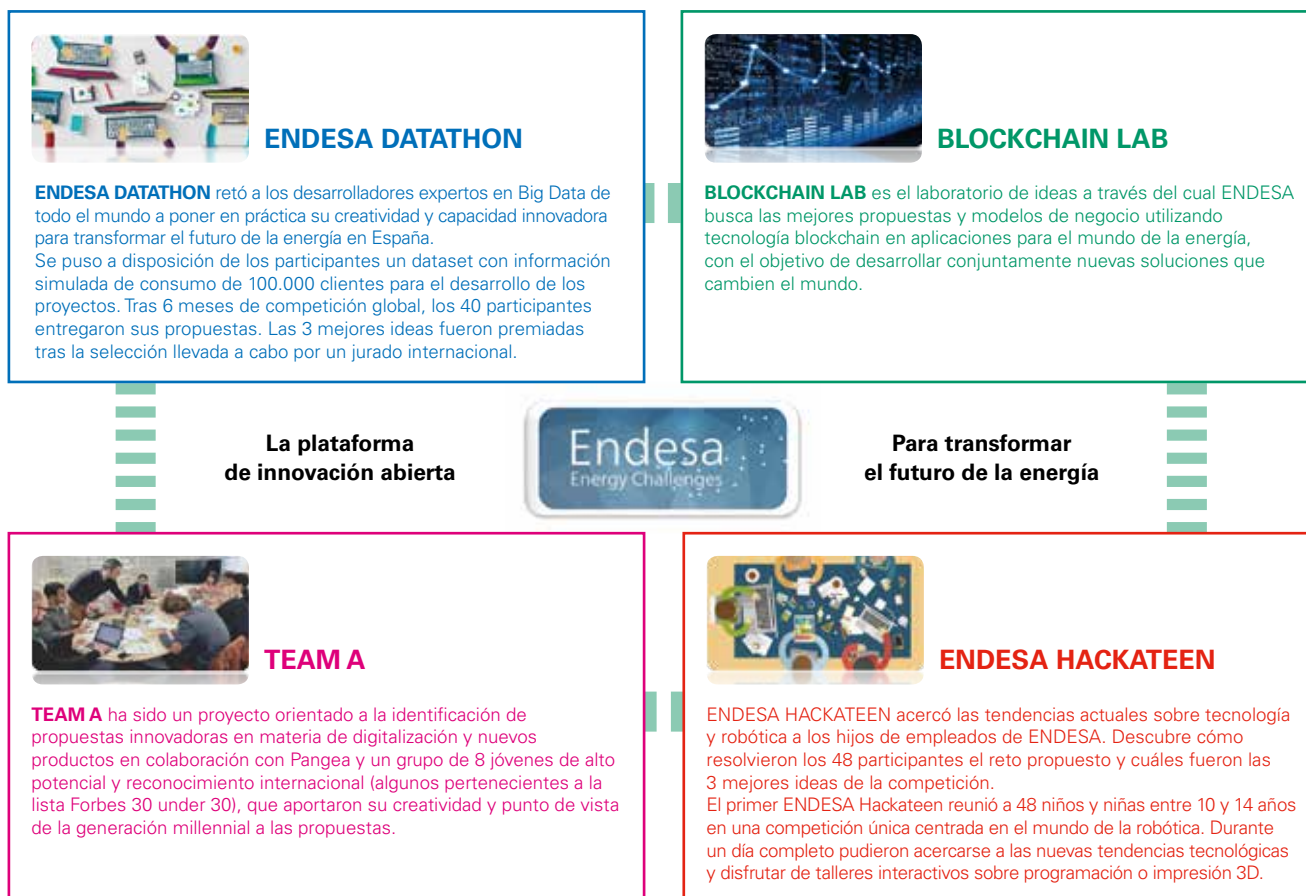 ENDESA DATATHON
ENDESA DATATHON retó a los desarrolladores expertos en Big Data de
todo el mundo a poner en práctica su creatividad y capacidad innovadora
para transformar el futuro de la energía en España.
Se puso a disposición de los participantes un dataset con información
simulada de consumo de 100.000 clientes para el desarrollo de los
proyectos. Tras 6 meses de competición global, los 40 participantes
entregaron sus propuestas. Las 3 mejores ideas fueron premiadas
tras la selección llevada a cabo por un jurado internacional.
BLOCKCHAIN LAB
BLOCKCHAIN LAB es el laboratorio de ideas a través del cual ENDESA
busca las mejores propuestas y modelos de negocio utilizando
tecnología blockchain en aplicaciones para el mundo de la energía,
con el objetivo de desarrollar conjuntamente nuevas soluciones que
cambien el mundo.
La plataforma
de innovación abierta
Endesa
Energy Challenges
Para transformar
el futuro de la energía
TEAM A
TEAM A ha sido un proyecto orientado a la identificación de
propuestas innovadoras en materia de digitalización y nuevos
productos en colaboración con Pangea y un grupo de 8 jóvenes de alto
potencial y reconocimiento internacional (algunos pertenecientes a la
lista Forbes 30 under 30), que aportaron su creatividad y punto de vista
de la generación millennial a las propuestas.
ENDESA HACKATEEN
ENDESA HACKATEEN acercó las tendencias actuales sobre tecnología
y robótica a los hijos de empleados de ENDESA. Descubre cómo
resolvieron los 48 participantes el reto propuesto y cuáles fueron las
3 mejores ideas de la competición.
El primer ENDESA Hackateen reunió a 48 niños y niñas entre 10 y 14 años
en una competición única centrada en el mundo de la robótica. Durante
un día completo pudieron acercarse a las nuevas tendencias tecnológicas
y disfrutar de talleres interactivos sobre programación o impresión 3D.